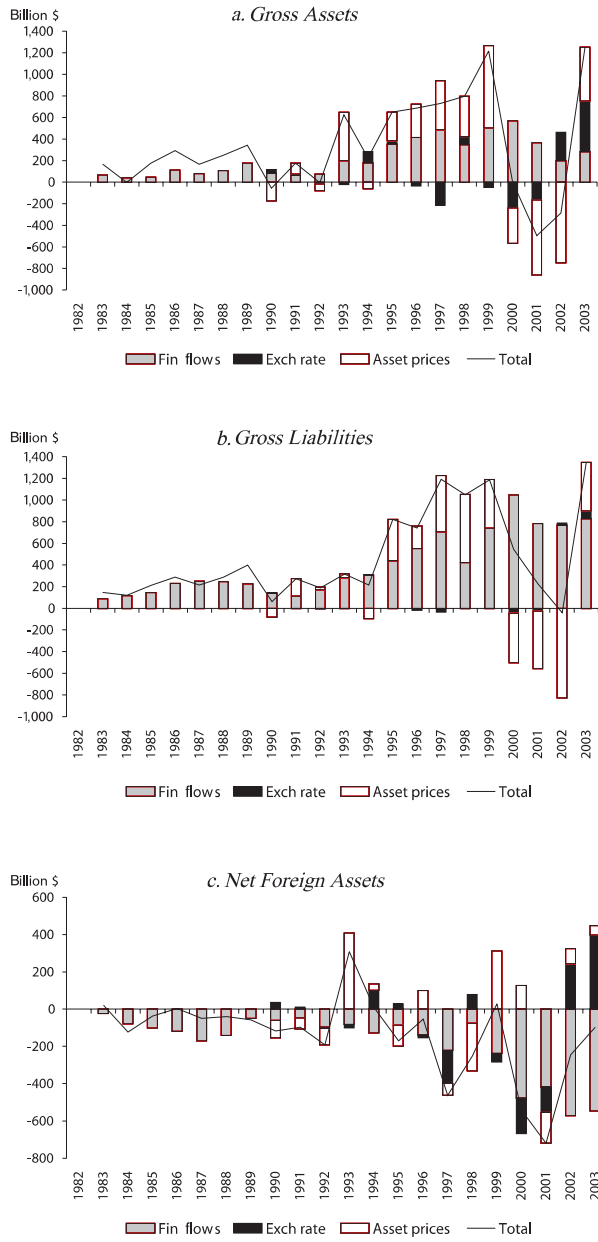 Billion $
a. Gross Assets
1,400
1,200
1,000
800
600
400
200
0
-200
-400
-600
-800
-1,000
1982 1983 1984 1985 1986 1987 1988 1989 1990 1991 1992 1993 1994 1995 1996 1997 1998 1999 2000 2001 2002 2003
Fin flows Exch rate Asset prices Total
b. Gross Liabilities
Billion $
1,400
1,200
1,000
800
600
400
200
0
-200
-400
-600
-800
-1,000
1982 1983 1984 1985 1986 1987 1988 1989 1990 1991 1992 1993 1994 1995 1996 1997 1998 1999 2000 2001 2002 2003
Fin flows Exch rate Asset prices Total
Billion $
c. Net Foreign Assets
600
400
200
0
-200
-400
-600
-800
1982 1983 1984 1985 1986 1987 1988 1989 1990 1991 1992 1993 1994 1995 1996 1997 1998 1999 2000 2001 2002 2003
Fin flows Exch rate Asset prices Total